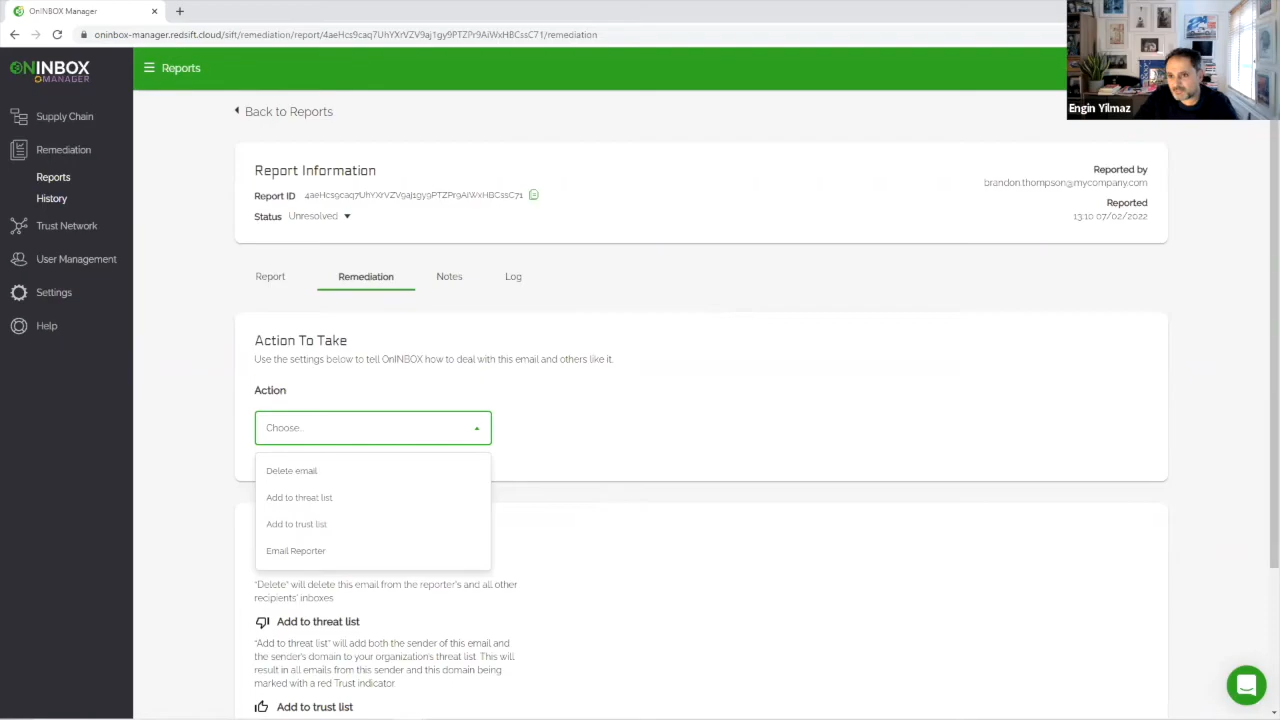 OnINBOX Manager
oninbox-manager.redsift.cloud/sift/remediation/report/4aeHcs9caq7UhYXrVZV9aj1gy9PTZPr9AiWxHBCssC71/remediation
ONINBOX
MANAGER
Reports
Engin Yilmaz
Supply Chain
Remediation
Reports
History
Trust Network
User Management
Settings
Help
Back to Reports
Report Information
Report ID 4aeHcs9caq7UhYXrVZV9aj1gy9PTZPr9AiWxHBCssC71
Status Unresolved
Reported by
brandon.thompson@mycompany.com
Reported
13:10 07/02/2022
Report Remediation Notes Log
Action To Take
Use the settings below to tell OnINBOX how to deal with this email and others like it.
Action
Choose...
Delete email
Add to threat list
Add to trust list
Email Reporter
“Delete” will delete this email from the reporter's and all other
recipients' inboxes
Add to threat list
“Add to threat list” will add both the sender of this email and
the sender's domain to your organization's threat list. This will
result in all emails from this sender and this domain being
marked with a red Trust indicator
Add to trust list